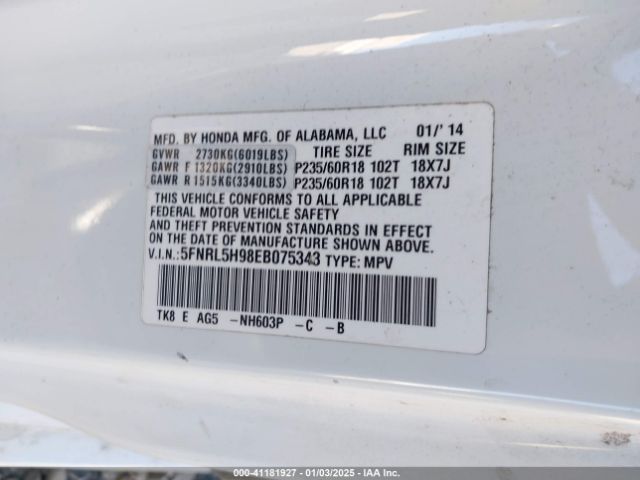 MFD. BY HONDA MFG. OF ALABAMA, LLC 01/'14
GVWR 2730KG(6019LBS) TIRE SIZE RIM SIZE
GAWR F 1320KG(2910LBS) P235/60R18 102T 18X7J
GAWR R 1515KG(3340LBS) P235/60R18 102T 18X7J
THIS VEHICLE CONFORMS TO ALL APPLICABLE
FEDERAL MOTOR VEHICLE SAFETY
AND THEFT PREVENTION STANDARDS IN EFFECT
ON THE DATE OF MANUFACTURE SHOWN ABOVE.
V.I.N.:5FNRL5H98EB075343 TYPE: MPV
TK8 E AG5 -NH603P -C -B
000-41181927 - 01/03/2025 - IAA Inc.